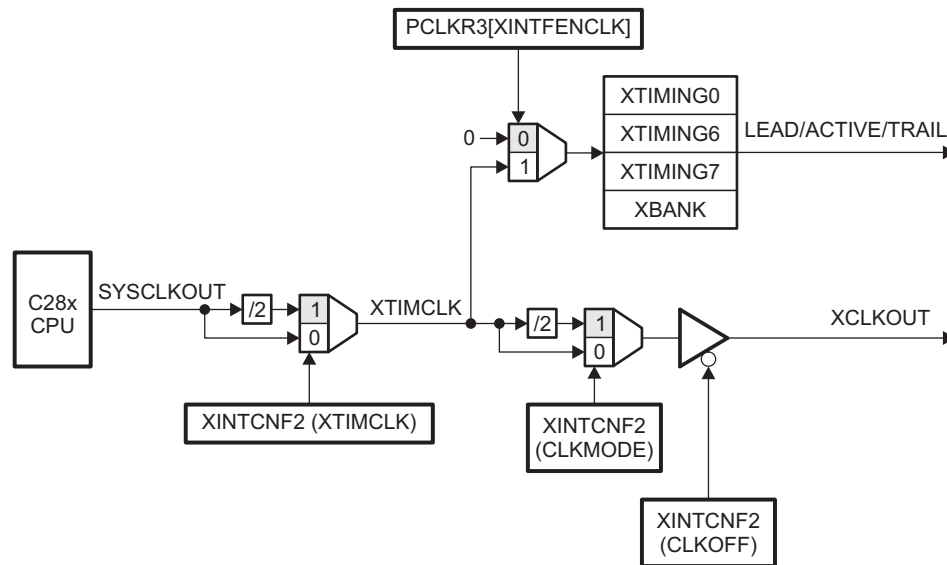 PCLKR3[XINTFENCLK]
XTIMING0
0
0
XTIMING6
LEAD/ACTIVE/TRAIL
1
XTIMING7
XBANK
C28x
CPU
SYSCLKOUT
/2
1
0
XTIMCLK
/2
1
0
XCLKOUT
XINTCNF2 (XTIMCLK)
XINTCNF2
(CLKMODE)
XINTCNF2
(CLKOFF)